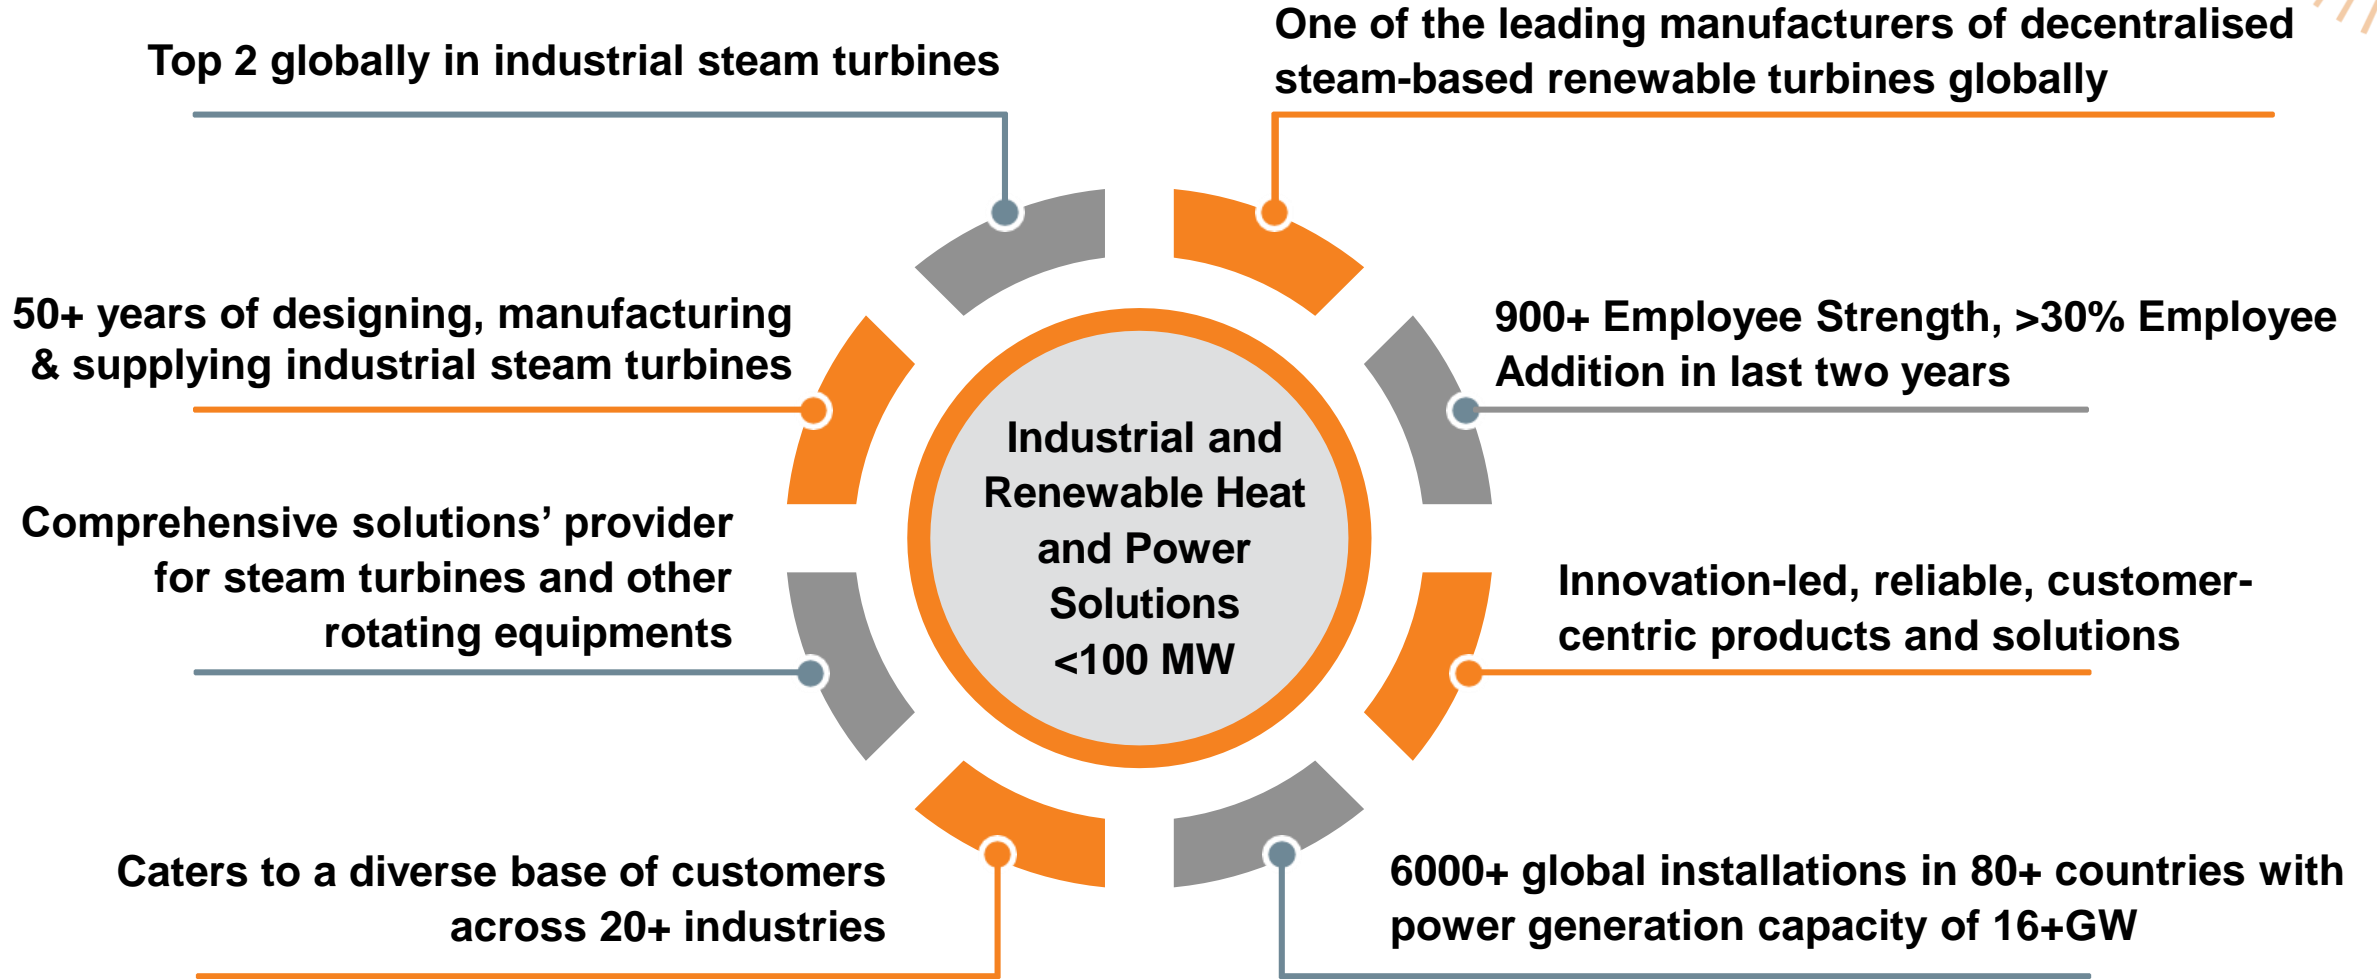 Top 2 globally in industrial steam turbines
One of the leading manufacturers of decentralised
steam-based renewable turbines globally
50+ years of designing, manufacturing
& supplying industrial steam turbines
900+ Employee Strength, >30% Employee
Addition in last two years
Industrial and
Renewable Heat
and Power
Solutions
<100 MW
Comprehensive solutions’ provider
for steam turbines and other
rotating equipments
Innovation-led, reliable, customer-
centric products and solutions
Caters to a diverse base of customers
across 20+ industries
6000+ global installations in 80+ countries with
power generation capacity of 16+GW